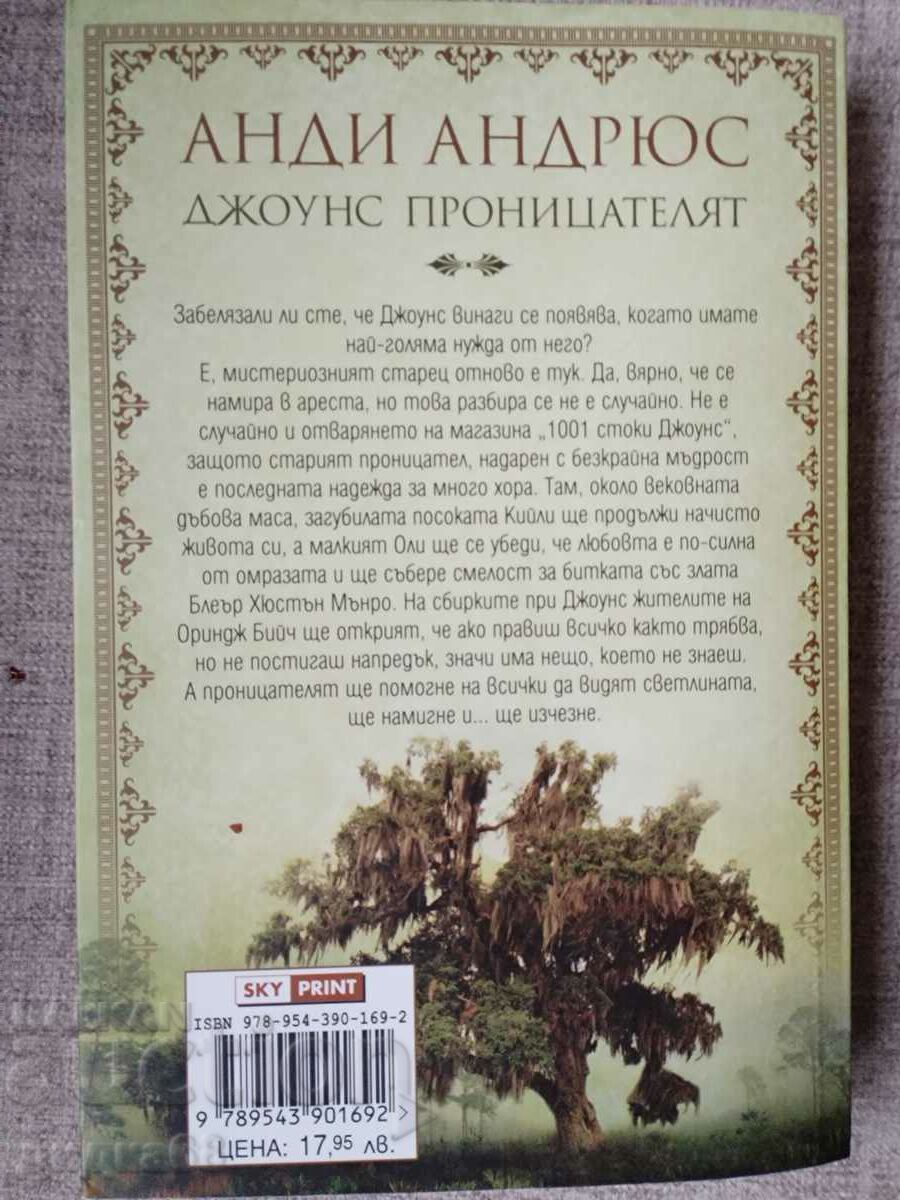 АНДИ АНДРЮС
ДЖОУНС ПРОНИЦАТЕЛЯТ
Забелязали ли сте, че Джоунс винаги се появява, когато имате
най-голяма нужда от него?
Е, мистериозният старец отново е тук. Да, вярно, че се
намира в ареста, но това разбира се не е случайно. Не е
случайно и отварянето на магазина „1001 стоки Джоунс“,
защото старият проницател, надарен с безкрайна мъдрост
е последната надежда за много хора. Там, около вековната
дъбова маса, загубилата посоката Кийли ще продължи начисто
живота си, а малкият Оли ще се убеди, че любовта е по-силна
от омразата и ще събере смелост за битката със злата
Блеър Хюстън Мънро. На сбирките при Джоунс жителите на
Ориндж Бийч ще открият, че ако правиш всичко както трябва,
но не постигаш напредък, значи има нещо, което не знаеш.
А проницателят ще помогне на всички да видят светлината,
ще намигне и... ще изчезне.
SKY PRINT
ISBN 978-954-390-169-2
9 789543 901692 >
ЦЕНА: 17,95 лв.